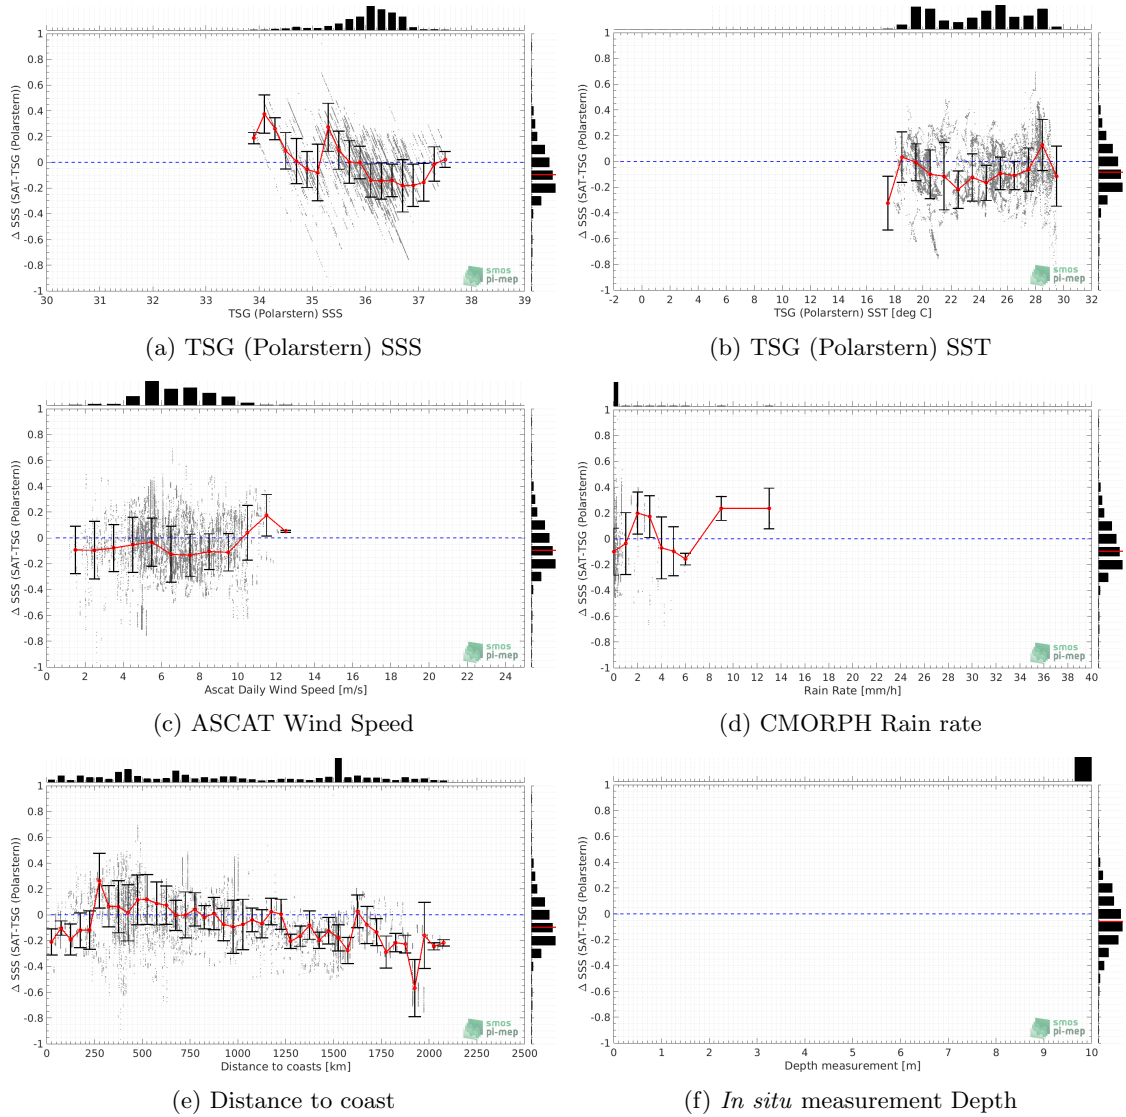 1
0.8
0.6
0.4
0.2
0
-0.2
-0.4
-0.6
-0.8
-1
Δ SSS (SAT-TSG (Polarstern))
30 31 32 33 34 35 36 37 38 39
TSG (Polarstern) SSS
smos
pi-mep
(a) TSG (Polarstern) SSS
1
0.8
0.6
0.4
0.2
0
-0.2
-0.4
-0.6
-0.8
-1
Δ SSS (SAT-TSG (Polarstern))
-2 0 2 4 6 8 10 12 14 16 18 20 22 24 26 28 30 32
TSG (Polarstern) SST [deg C]
smos
pi-mep
(b) TSG (Polarstern) SST
1
0.8
0.6
0.4
0.2
0
-0.2
-0.4
-0.6
-0.8
-1
Δ SSS (SAT-TSG (Polarstern))
0 2 4 6 8 10 12 14 16 18 20 22 24
Ascat Daily Wind Speed [m/s]
smos
pi-mep
(c) ASCAT Wind Speed
1
0.8
0.6
0.4
0.2
0
-0.2
-0.4
-0.6
-0.8
-1
Δ SSS (SAT-TSG (Polarstern))
0 2 4 6 8 10 12 14 16 18 20 22 24 26 28 30 32 34 36 38 40
Rain Rate [mm/h]
smos
pi-mep
(d) CMORPH Rain rate
1
0.8
0.6
0.4
0.2
0
-0.2
-0.4
-0.6
-0.8
-1
Δ SSS (SAT-TSG (Polarstern))
0 250 500 750 1000 1250 1500 1750 2000 2250 2500
Distance to coasts [km]
smos
pi-mep
(e) Distance to coast
1
0.8
0.6
0.4
0.2
0
-0.2
-0.4
-0.6
-0.8
-1
Δ SSS (SAT-TSG (Polarstern))
0 1 2 3 4 5 6 7 8 9 10
Depth measurement [m]
smos
pi-mep
(f) In situ measurement Depth